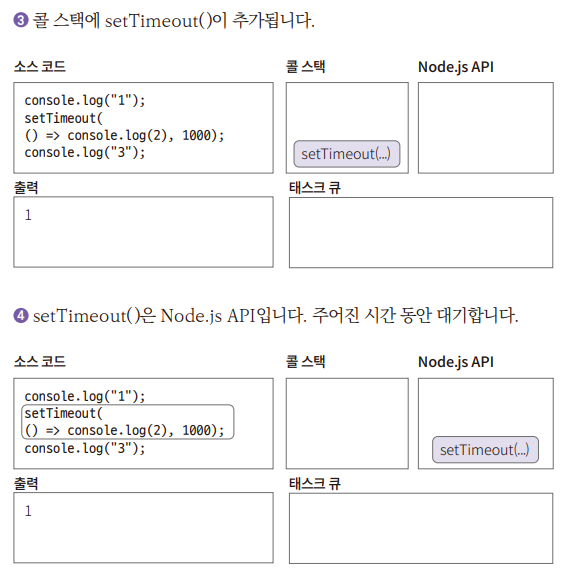 ❸ 콜 스택에 setTimeout()이 추가됩니다.
소스 코드
콜 스택
Node.js API
console.log("1");
setTimeout(
() => console.log(2), 1000);
console.log("3");
setTimeout(...)
출력
태스크 큐
1
❹ setTimeout()은 Node.js API입니다. 주어진 시간 동안 대기합니다.
소스 코드
콜 스택
Node.js API
console.log("1");
setTimeout(
() => console.log(2), 1000);
console.log("3");
setTimeout(...)
출력
태스크 큐
1